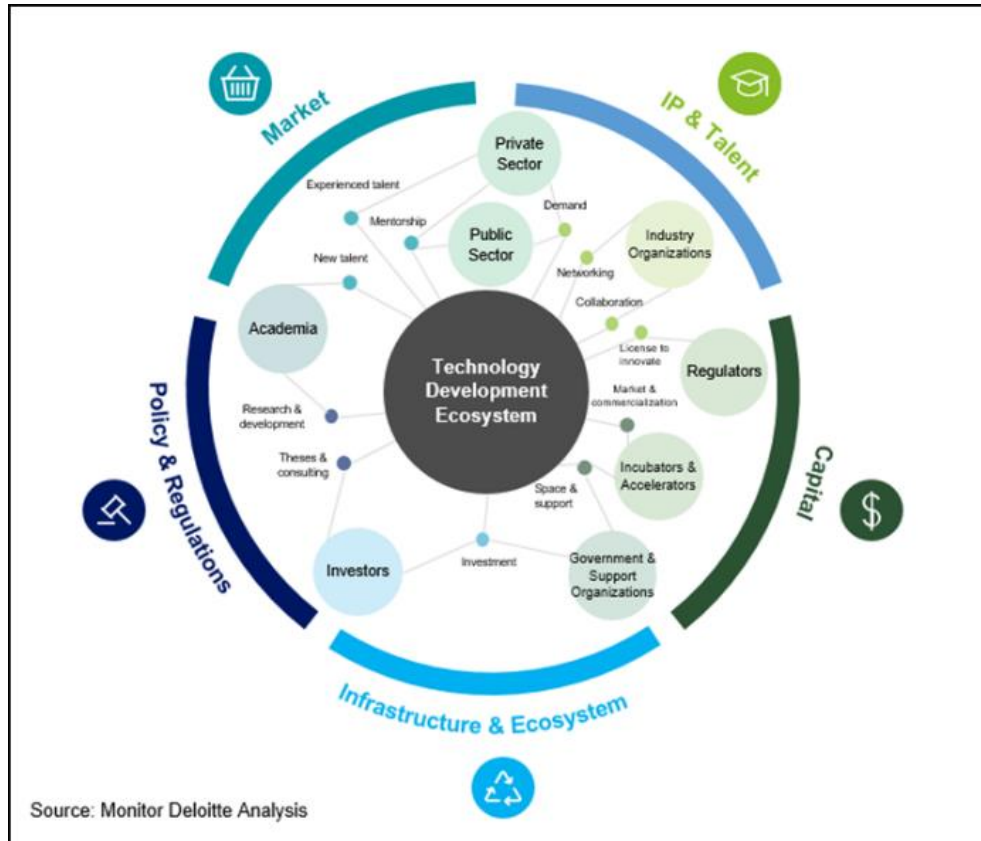 Market
IP & Talent
Private
Sector
Experienced talent
Demand
Mentorship
Public
Sector
Industry
Organizations
New talent
Networking
Collaboration
Academia
License to
innovate
Regulators
Technology
Development
Ecosystem
Market &
commercialization
Research &
development
Theses &
consulting
Incubators &
Accelerators
Space &
support
Policy & Regulations
Capital
Investors
Investment
Government &
Support
Organizations
Infrastructure & Ecosystem
Source: Monitor Deloitte Analysis